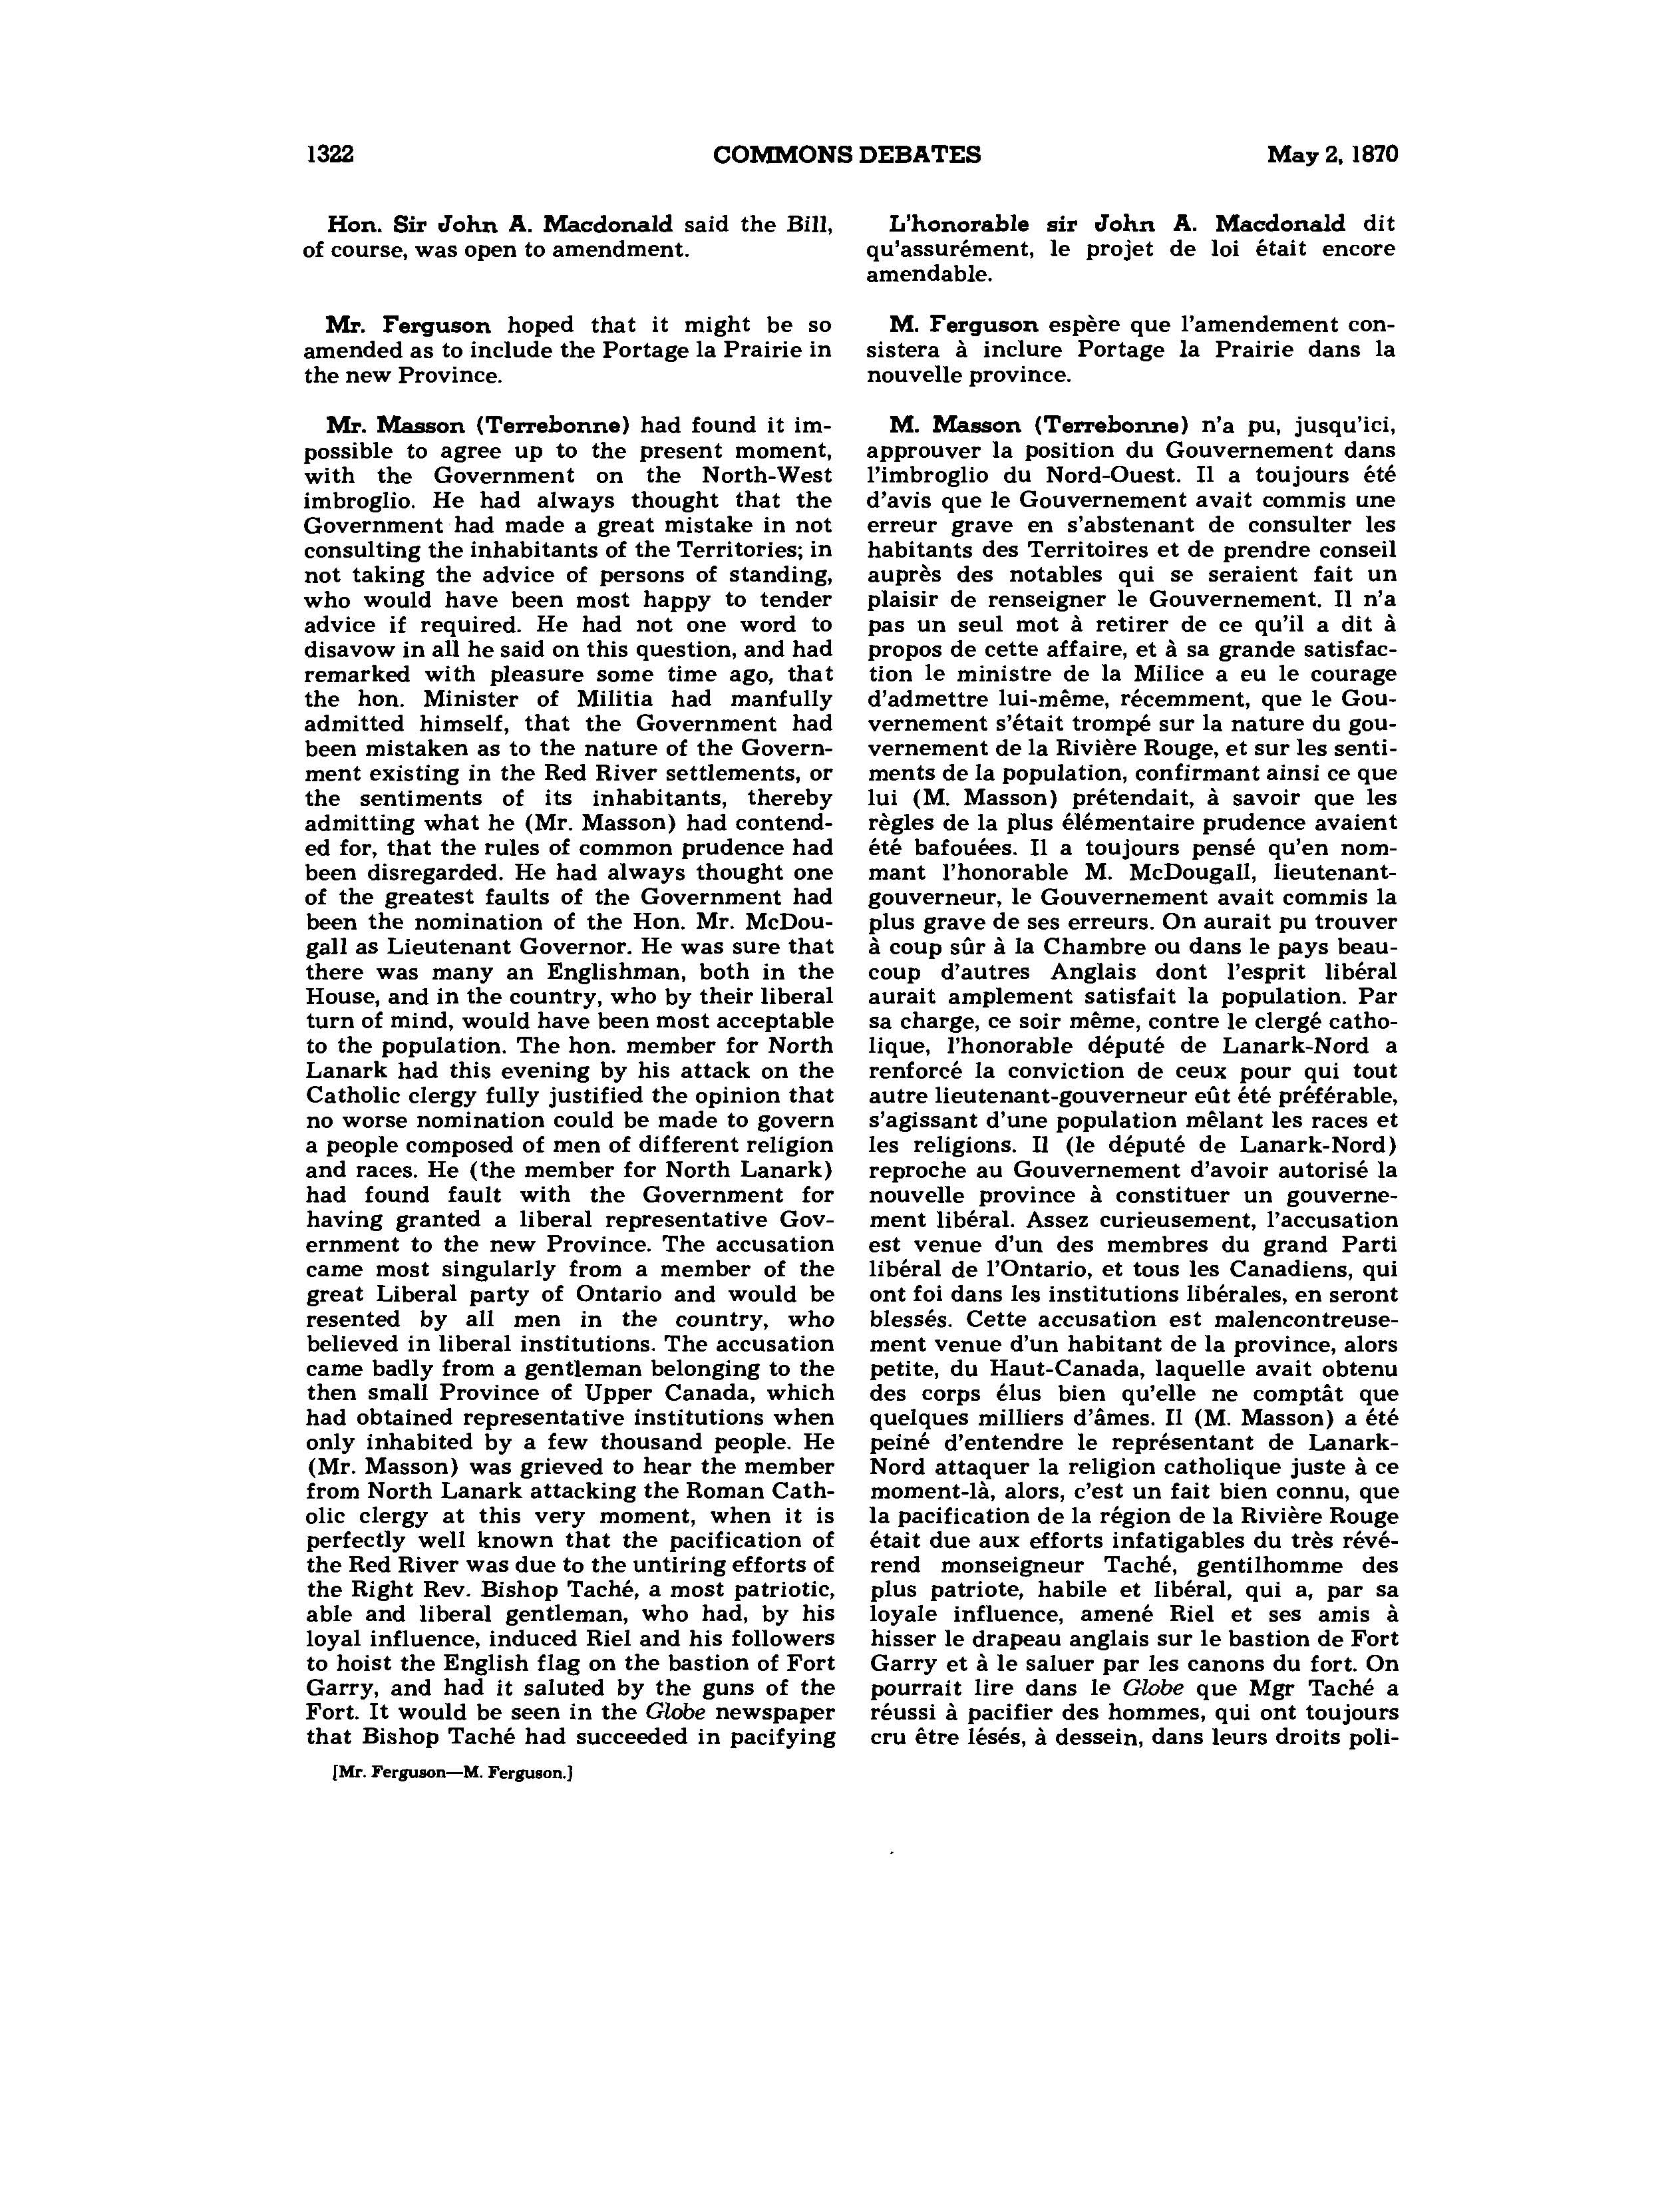 1322
COMMONS DEBATES
May 2, 1870
Hon. Sir John A. Macdonald said the Bill,
of course, was open to amendment.
Mr. Ferguson hoped that it might be so
amended as to include the Portage la Prairie in
the new Province.
Mr. Masson (Terrebonne) had found it im-
possible to agree up to the present moment,
with the Government on the North-West
imbroglio. He had always thought that the
Government had made a great mistake in not
consulting the inhabitants of the Territories; in
not taking the advice of persons of standing,
who would have been most happy to tender
advice if required. He had not one word to
disavow in all he said on this question, and had
remarked with pleasure some time ago, that
the hon. Minister of Militia had manfully
admitted himself, that the Government had
been mistaken as to the nature of the Govern-
ment existing in the Red River settlements, or
the sentiments of its inhabitants, thereby
admitting what he (Mr. Masson) had contend-
ed for, that the rules of common prudence had
been disregarded. He had always thought one
of the greatest faults of the Government had
been the nomination of the Hon. Mr. McDou-
gall as Lieutenant Governor. He was sure that
there was many an Englishman, both in the
House, and in the country, who by their liberal
turn of mind, would have been most acceptable
to the population. The hon. member for North
Lanark had this evening by his attack on the
Catholic clergy fully justified the opinion that
no worse nomination could be made to govern
a people composed of men of different religion
and races. He (the member for North Lanark)
had found fault with the Government for
having granted a liberal representative Gov-
ernment to the new Province. The accusation
came most singularly from a member of the
great Liberal party of Ontario and would be
resented by all men in the country, who
believed in liberal institutions. The accusation
came badly from a gentleman belonging to the
then small Province of Upper Canada, which
had obtained representative institutions when
only inhabited by a few thousand people. He
(Mr. Masson) was grieved to hear the member
from North Lanark attacking the Roman Cath-
olic clergy at this very moment, when it is
perfectly well known that the pacification of
the Red River was due to the untiring efforts of
the Right Rev. Bishop Taché, a most patriotic,
able and liberal gentleman, who had, by his
loyal influence, induced Riel and his followers
to hoist the English flag on the bastion of Fort
Garry, and had it saluted by the guns of the
Fort. It would be seen in the Globe newspaper
that Bishop Taché had succeeded in pacifying
[Mr. Ferguson—M. Ferguson.]
L'honorable sir John A. Macdonald dit
qu'assurément, le projet de loi était encore
amendable.
M. Ferguson espère que l'amendement con-
sistera à inclure Portage la Prairie dans la
nouvelle province.
M. Masson (Terrebonne) n'a pu, jusqu'ici,
approuver la position du Gouvernement dans
l'imbroglio du Nord-Ouest. Il a toujours été
d'avis que le Gouvernement avait commis une
erreur grave en s'abstenant de consulter les
habitants des Territoires et de prendre conseil
auprès des notables qui se seraient fait un
plaisir de renseigner le Gouvernement. Il n'a
pas un seul mot à retirer de ce qu'il a dit à
propos de cette affaire, et à sa grande satisfac-
tion le ministre de la Milice a eu le courage
d'admettre lui-même, récemment, que le Gou-
vernement s'était trompé sur la nature du gou-
vernement de la Rivière Rouge, et sur les senti-
ments de la population, confirmant ainsi ce que
lui (M. Masson) prétendait, à savoir que les
règles de la plus élémentaire prudence avaient
été bafouées. Il a toujours pensé qu'en nom-
mant l'honorable M. McDougall, lieutenant-
gouverneur, le Gouvernement avait commis la
plus grave de ses erreurs. On aurait pu trouver
à coup sûr à la Chambre ou dans le pays beau-
coup d'autres Anglais dont l'esprit libéral
aurait amplement satisfait la population. Par
sa charge, ce soir même, contre le clergé catho-
lique, l'honorable député de Lanark-Nord a
renforcé la conviction de ceux pour qui tout
autre lieutenant-gouverneur eût été préférable,
s'agissant d'une population mêlant les races et
les religions. Il (le député de Lanark-Nord)
reproche au Gouvernement d'avoir autorisé la
nouvelle province à constituer un gouverne-
ment libéral. Assez curieusement, l'accusation
est venue d'un des membres du grand Parti
libéral de l'Ontario, et tous les Canadiens, qui
ont foi dans les institutions libérales, en seront
blessés. Cette accusation est malencontreuse-
ment venue d'un habitant de la province, alors
petite, du Haut-Canada, laquelle avait obtenu
des corps élus bien qu'elle ne comptât que
quelques milliers d'âmes. Il (M. Masson) a été
peiné d'entendre le représentant de Lanark-
Nord attaquer la religion catholique juste à ce
moment-là, alors, c'est un fait bien connu, que
la pacification de la région de la Rivière Rouge
était due aux efforts infatigables du très révé-
rend monseigneur Taché, gentilhomme des
plus patriote, habile et libéral, qui a, par sa
loyale influence, amené Riel et ses amis à
hisser le drapeau anglais sur le bastion de Fort
Garry et à le saluer par les canons du fort. On
pourrait lire dans le Globe que Mgr Taché a
réussi à pacifier des hommes, qui ont toujours
cru être lésés, à dessein, dans leurs droits poli-